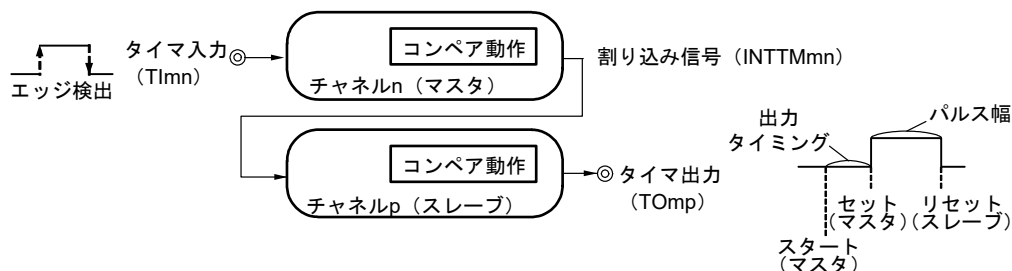 エッジ検出
タイマ入力
（TImn）
コンペア動作
チャネルn（マスタ）
割り込み信号（INTTMmn）
コンペア動作
チャネルp（スレーブ）
タイマ出力
（TOmp）
出力
タイミング
パルス幅
セット
（マスタ）
リセット
（スレーブ）
スタート
（マスタ）